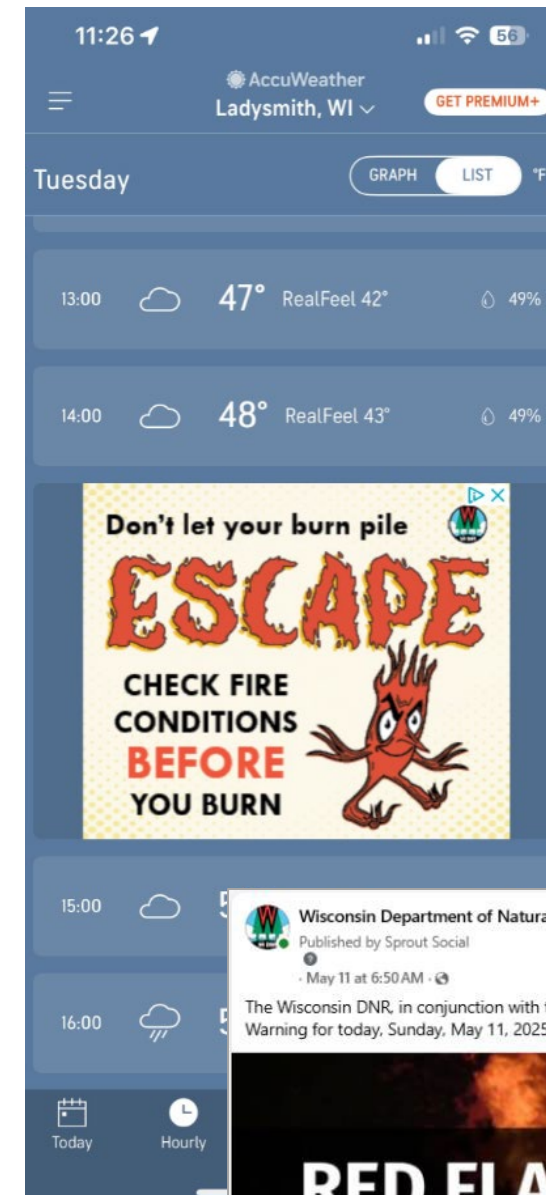 11:26
56
AccuWeather
Ladysmith, WI
GET PREMIUM+
Tuesday
GRAPH
LIST
°F
13:00
47°
RealFeel 42°
49%
14:00
48°
RealFeel 43°
49%
Don't let your burn pile
ESCAPE
CHECK FIRE
CONDITIONS
BEFORE
YOU BURN
15:00
16:00
Wisconsin Department of Natura
Published by Sprout Social
· May 11 at 6:50 AM ·
The Wisconsin DNR, in conjunction with
Warning for today, Sunday, May 11, 2025
RED FLA
Today
Hourly